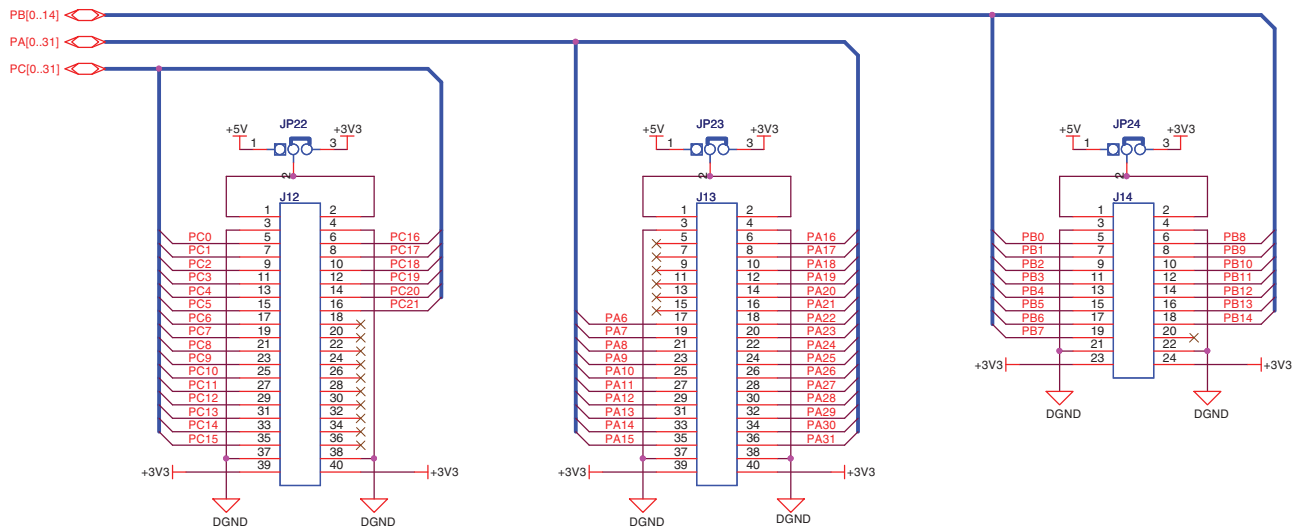 PB[0..14]
PA[0..31]
PC[0..31]
JP22 JP23 JP24
+5V +3V3 +5V +3V3 +5V +3V3
1 3 1 3 1 3
2 2 2
J12 J13 J14
1 2 1 2 1 2
3 4 3 4 3 4
PC0 5 6 PC16 5 6 PA16 PB0 5 6 PB8
PC1 7 8 PC17 7 8 PA17 PB1 7 8 PB9
PC2 9 10 PC18 9 10 PA18 PB2 9 10 PB10
PC3 11 12 PC19 11 12 PA19 PB3 11 12 PB11
PC4 13 14 PC20 13 14 PA20 PB4 13 14 PB12
PC5 15 16 PC21 15 16 PA21 PB5 15 16 PB13
PC6 17 18 PA6 17 18 PA22 PB6 17 18 PB14
PC7 19 20 PA7 19 20 PA23 PB7 19 20
PC8 21 22 PA8 21 22 PA24 21 22
PC9 23 24 PA9 23 24 PA25 +3V3 23 24 +3V3
PC10 25 26 PA10 25 26 PA26
PC11 27 28 PA11 27 28 PA27
PC12 29 30 PA12 29 30 PA28
PC13 31 32 PA13 31 32 PA29
PC14 33 34 PA14 33 34 PA30
PC15 35 36 PA15 35 36 PA31
37 38 37 38
+3V3 39 40 +3V3 +3V3 39 40 +3V3
DGND DGND
DGND DGND DGND DGND